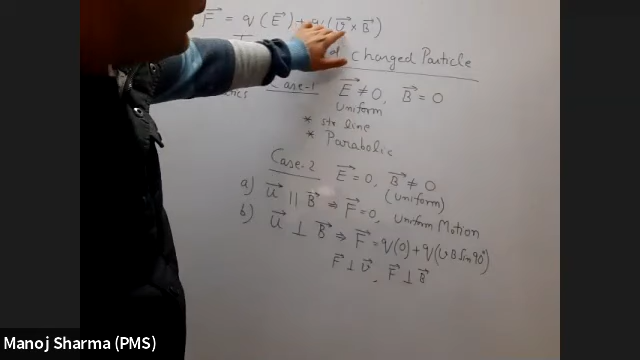 F⃗ = q(E⃗) + q(v⃗ × B⃗)
Charged Particle
Case-1 E⃗ ≠ 0, B⃗ = 0
Uniform
* str line
* Parabolic
Case-2 E⃗ = 0, B⃗ ≠ 0
(Uniform)
a) u⃗ || B⃗ ⇒ F⃗ = 0, Uniform Motion
b) u⃗ ⊥ B⃗ ⇒ F⃗ = q(0) + q(υB Sin 90°)
F⃗ ⊥ υ⃗, F⃗ ⊥ B⃗
Manoj Sharma (PMS)